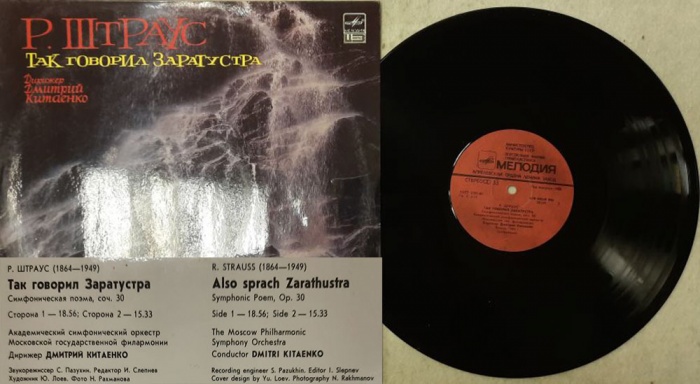 Р. ШТРАУС
ТАК ГОВОРИЛ ЗАРАТУСТРА
Дирижер
Дмитрий
Китаенко
Р. ШТРАУС (1864—1949)
Так говорил Заратустра
Симфоническая поэма, соч. 30
Сторона 1 — 18.56; Сторона 2 — 15.33
Академический симфонический оркестр
Московской государственной филармонии
Дирижер ДМИТРИЙ КИТАЕНКО
Звукорежиссер С. Пазухин. Редактор И. Слепнев
Художник Ю. Лоев. Фото Н. Рахманова
R. STRAUSS (1864—1949)
Also sprach Zarathustra
Symphonic Poem, Op. 30
Side 1 — 18.56; Side 2 — 15.33
The Moscow Philharmonic
Symphony Orchestra
Conductor DMITRI KITAENKO
Recording engineer S. Pazukhin. Editor I. Slepnev
Cover design by Yu. Loev. Photography N. Rakhmanov
МЕЛОДИЯ